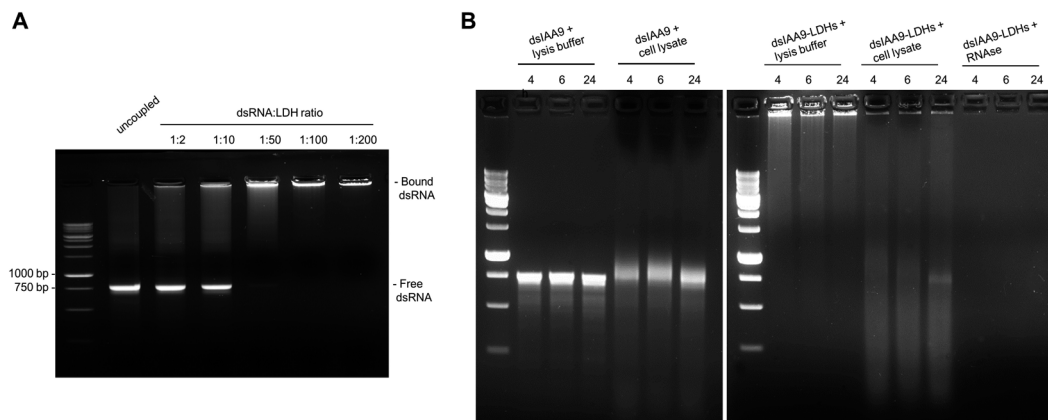 A
uncoupled
dsRNA:LDH ratio
1:2 1:10 1:50 1:100 1:200
- Bound
dsRNA
1000 bp
750 bp
- Free
dsRNA
B
dsIAA9 +
lysis buffer
dsIAA9 +
cell lysate
dsIAA9-LDHs +
lysis buffer
dsIAA9-LDHs +
cell lysate
dsIAA9-LDHs +
RNAse
4 6 24 4 6 24 4 6 24 4 6 24 4 6 24
h